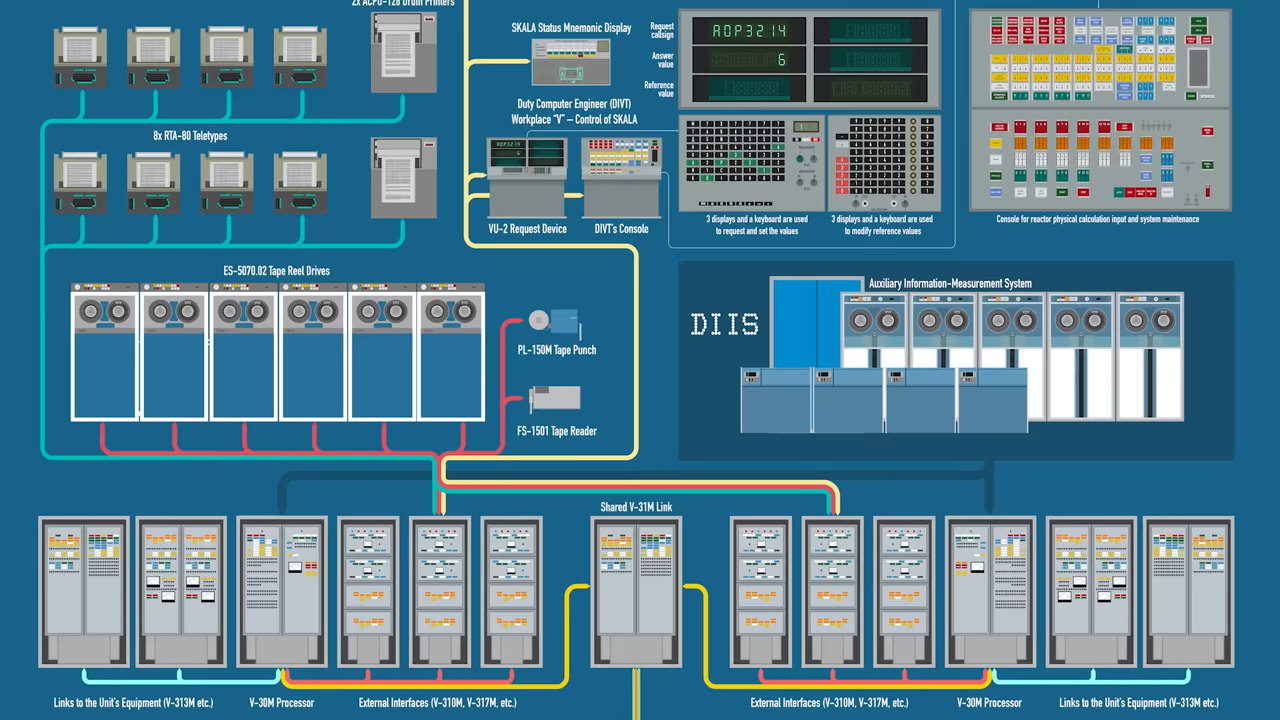 2x ACPU-128 Drum Printers
SKALA Status Mnemonic Display
Request
callsign
Answer
value
Reference
value
AOP3214
6
Duty Computer Engineer (DIVT)
Workplace "V" – Control of SKALA
8x RTA-80 Teletypes
VU-2 Request Device
DIVT's Console
3 displays and a keyboard are used
to request and set the values
3 displays and a keyboard are used
to modify reference values
Console for reactor physical calculation input and system maintenance
ES-5070.02 Tape Reel Drives
PL-150M Tape Punch
FS-1501 Tape Reader
Auxiliary Information-Measurement System
DIIS
Shared V-31M Link
Links to the Unit's Equipment (V-313M etc.)
V-30M Processor
External Interfaces (V-310M, V-317M, etc.)
External Interfaces (V-310M, V-317M, etc.)
V-30M Processor
Links to the Unit's Equipment (V-313M etc.)